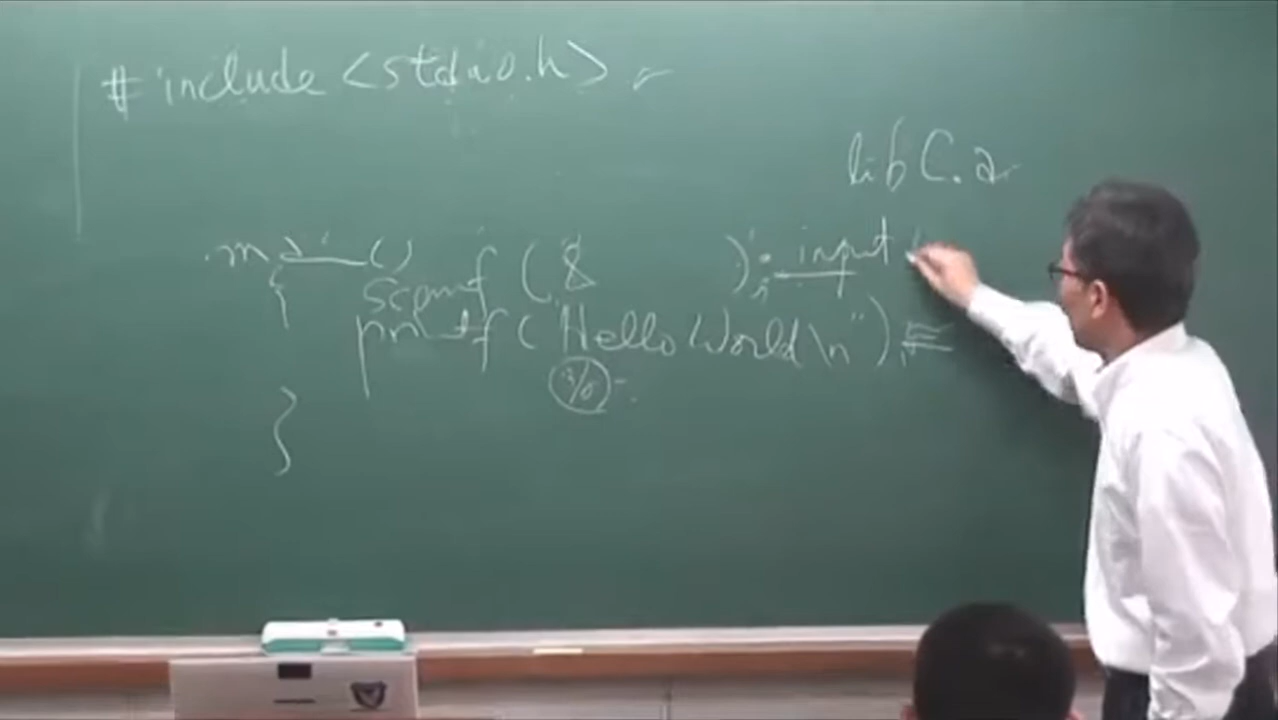 #include <stdio.h>
libC.a
main()
{
scanf(& ); input
printf("Hello World\n");
}